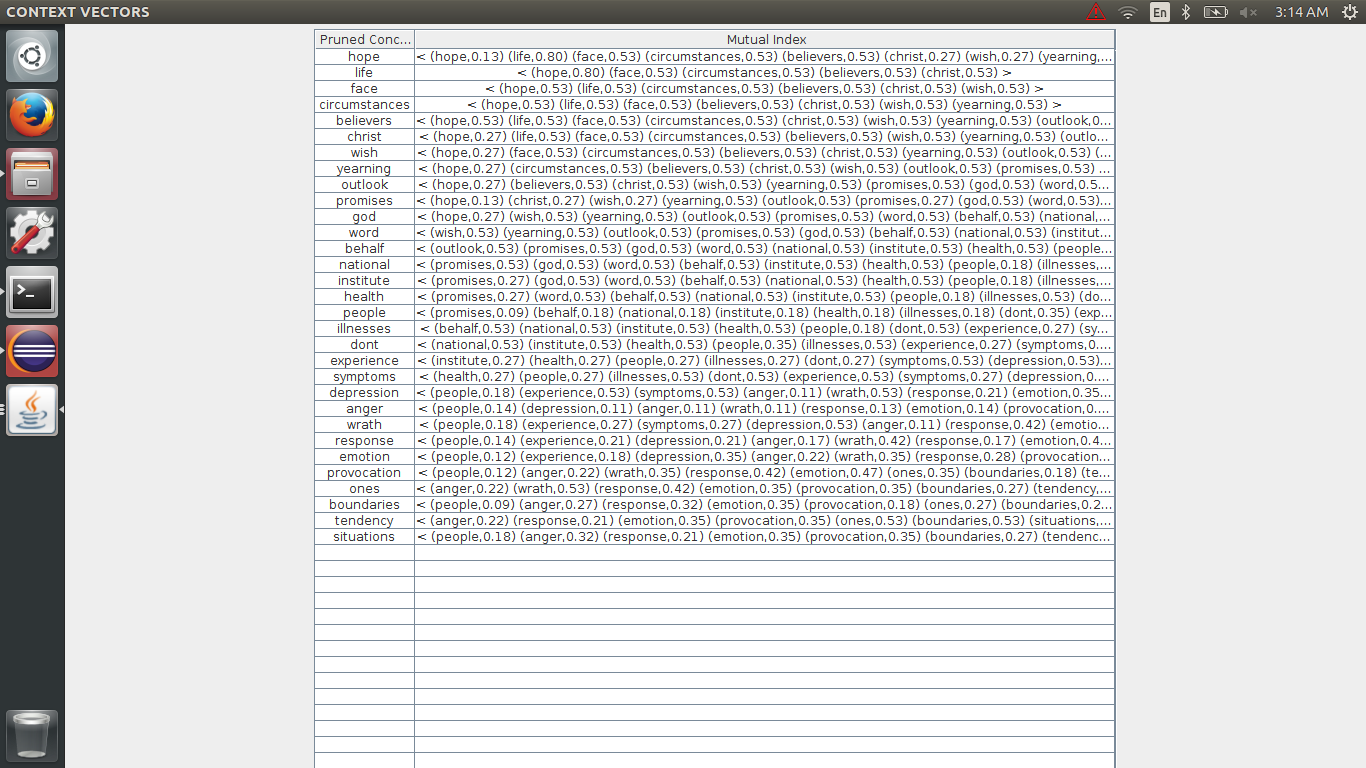 CONTEXT VECTORS En 3:14 AM
Pruned Conc... Mutual Index
hope < (hope,0.13) (life,0.80) (face,0.53) (circumstances,0.53) (believers,0.53) (christ,0.27) (wish,0.27) (yearning,...
life < (hope,0.80) (face,0.53) (circumstances,0.53) (believers,0.53) (christ,0.53) >
face < (hope,0.53) (life,0.53) (circumstances,0.53) (believers,0.53) (christ,0.53) (wish,0.53) >
circumstances < (hope,0.53) (life,0.53) (face,0.53) (believers,0.53) (christ,0.53) (wish,0.53) (yearning,0.53) >
believers < (hope,0.53) (life,0.53) (face,0.53) (circumstances,0.53) (christ,0.53) (wish,0.53) (yearning,0.53) (outlook,0...
christ < (hope,0.27) (life,0.53) (face,0.53) (circumstances,0.53) (believers,0.53) (wish,0.53) (yearning,0.53) (outlo...
wish < (hope,0.27) (face,0.53) (circumstances,0.53) (believers,0.53) (christ,0.53) (yearning,0.53) (outlook,0.53) (...
yearning < (hope,0.27) (circumstances,0.53) (believers,0.53) (christ,0.53) (wish,0.53) (outlook,0.53) (promises,0.53) ...
outlook < (hope,0.27) (believers,0.53) (christ,0.53) (wish,0.53) (yearning,0.53) (promises,0.53) (god,0.53) (word,0.5...
promises < (hope,0.13) (christ,0.27) (wish,0.27) (yearning,0.53) (outlook,0.53) (promises,0.27) (god,0.53) (word,0.53)...
god < (hope,0.27) (wish,0.53) (yearning,0.53) (outlook,0.53) (promises,0.53) (word,0.53) (behalf,0.53) (national,...
word < (wish,0.53) (yearning,0.53) (outlook,0.53) (promises,0.53) (god,0.53) (behalf,0.53) (national,0.53) (institut...
behalf < (outlook,0.53) (promises,0.53) (god,0.53) (word,0.53) (national,0.53) (institute,0.53) (health,0.53) (people...
national < (promises,0.53) (god,0.53) (word,0.53) (behalf,0.53) (institute,0.53) (health,0.53) (people,0.18) (illnesses,...
institute < (promises,0.27) (god,0.53) (word,0.53) (behalf,0.53) (national,0.53) (health,0.53) (people,0.18) (illnesses,...
health < (promises,0.27) (word,0.53) (behalf,0.53) (national,0.53) (institute,0.53) (people,0.18) (illnesses,0.53) (do...
people < (promises,0.09) (behalf,0.18) (national,0.18) (institute,0.18) (health,0.18) (illnesses,0.18) (dont,0.35) (exp...
illnesses < (behalf,0.53) (national,0.53) (institute,0.53) (health,0.53) (people,0.18) (dont,0.53) (experience,0.27) (sy...
dont < (national,0.53) (institute,0.53) (health,0.53) (people,0.35) (illnesses,0.53) (experience,0.27) (symptoms,0....
experience < (institute,0.27) (health,0.27) (people,0.27) (illnesses,0.27) (dont,0.27) (symptoms,0.53) (depression,0.53)...
symptoms < (health,0.27) (people,0.27) (illnesses,0.53) (dont,0.53) (experience,0.53) (symptoms,0.27) (depression,0....
depression < (people,0.18) (experience,0.53) (symptoms,0.53) (anger,0.11) (wrath,0.53) (response,0.21) (emotion,0.35...
anger < (people,0.14) (depression,0.11) (anger,0.11) (wrath,0.11) (response,0.13) (emotion,0.14) (provocation,0....
wrath < (people,0.18) (experience,0.27) (symptoms,0.27) (depression,0.53) (anger,0.11) (response,0.42) (emotio...
response < (people,0.14) (experience,0.21) (depression,0.21) (anger,0.17) (wrath,0.42) (response,0.17) (emotion,0.4...
emotion < (people,0.12) (experience,0.18) (depression,0.35) (anger,0.22) (wrath,0.35) (response,0.28) (provocation...
provocation < (people,0.12) (anger,0.22) (wrath,0.35) (response,0.42) (emotion,0.47) (ones,0.35) (boundaries,0.18) (te...
ones < (anger,0.22) (wrath,0.53) (response,0.42) (emotion,0.35) (provocation,0.35) (boundaries,0.27) (tendency,...
boundaries < (people,0.09) (anger,0.27) (response,0.32) (emotion,0.35) (provocation,0.18) (ones,0.27) (boundaries,0.2...
tendency < (anger,0.22) (response,0.21) (emotion,0.35) (provocation,0.35) (ones,0.53) (boundaries,0.53) (situations,...
situations < (people,0.18) (anger,0.32) (response,0.21) (emotion,0.35) (provocation,0.35) (boundaries,0.27) (tendenc...